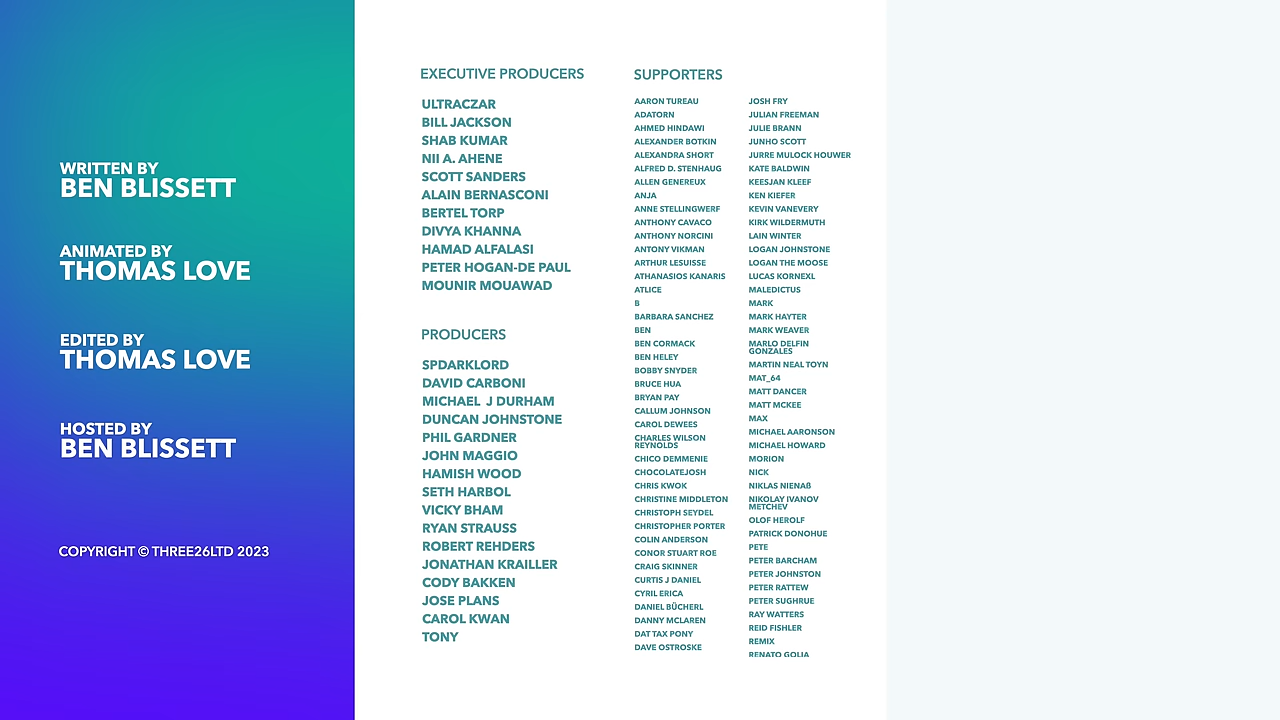 WRITTEN BY
BEN BLISSETT
ANIMATED BY
THOMAS LOVE
EDITED BY
THOMAS LOVE
HOSTED BY
BEN BLISSETT
COPYRIGHT © THREE26LTD 2023
EXECUTIVE PRODUCERS
ULTRACZAR
BILL JACKSON
SHAB KUMAR
NII A. AHENE
SCOTT SANDERS
ALAIN BERNASCONI
BERTEL TORP
DIVYA KHANNA
HAMAD ALFALASI
PETER HOGAN-DE PAUL
MOUNIR MOUAWAD
PRODUCERS
SPDARKLORD
DAVID CARBONI
MICHAEL J DURHAM
DUNCAN JOHNSTONE
PHIL GARDNER
JOHN MAGGIO
HAMISH WOOD
SETH HARBOL
VICKY BHAM
RYAN STRAUSS
ROBERT REHDERS
JONATHAN KRAILLER
CODY BAKKEN
JOSE PLANS
CAROL KWAN
TONY
SUPPORTERS
AARON TUREAU
ADATORN
AHMED HINDAWI
ALEXANDER BOTKIN
ALEXANDRA SHORT
ALFRED D. STENHAUG
ALLEN GENEREUX
ANJA
ANNE STELLINGWERF
ANTHONY CAVACO
ANTHONY NORCINI
ANTONY VIKMAN
ARTHUR LESUISSE
ATHANASIOS KANARIS
ATLICE
B
BARBARA SANCHEZ
BEN
BEN CORMACK
BEN HELEY
BOBBY SNYDER
BRUCE HUA
BRYAN PAY
CALLUM JOHNSON
CAROL DEWEES
CHARLES WILSON
REYNOLDS
CHICO DEMMENIE
CHOCOLATEJOSH
CHRIS KWOK
CHRISTINE MIDDLETON
CHRISTOPH SEYDEL
CHRISTOPHER PORTER
COLIN ANDERSON
CONOR STUART ROE
CRAIG SKINNER
CURTIS J DANIEL
CYRIL ERICA
DANIEL BÜCHERL
DANNY MCLAREN
DAT TAX PONY
DAVE OSTROSKE
JOSH FRY
JULIAN FREEMAN
JULIE BRANN
JUNHO SCOTT
JURRE MULOCK HOUWER
KATE BALDWIN
KEESJAN KLEEF
KEN KIEFER
KEVIN VANEVERY
KIRK WILDERMUTH
LAIN WINTER
LOGAN JOHNSTONE
LOGAN THE MOOSE
LUCAS KORNEXL
MALEDICTUS
MARK
MARK HAYTER
MARK WEAVER
MARLO DELFIN
GONZALES
MARTIN NEAL TOYN
MAT_64
MATT DANCER
MATT MCKEE
MAX
MICHAEL AARONSON
MICHAEL HOWARD
MORION
NICK
NIKLAS NIENAß
NIKOLAY IVANOV
METCHEV
OLOF HEROLF
PATRICK DONOHUE
PETE
PETER BARCHAM
PETER JOHNSTON
PETER RATTEW
PETER SUGHRUE
RAY WATTERS
REID FISHLER
REMIX
RENATO GOLIA